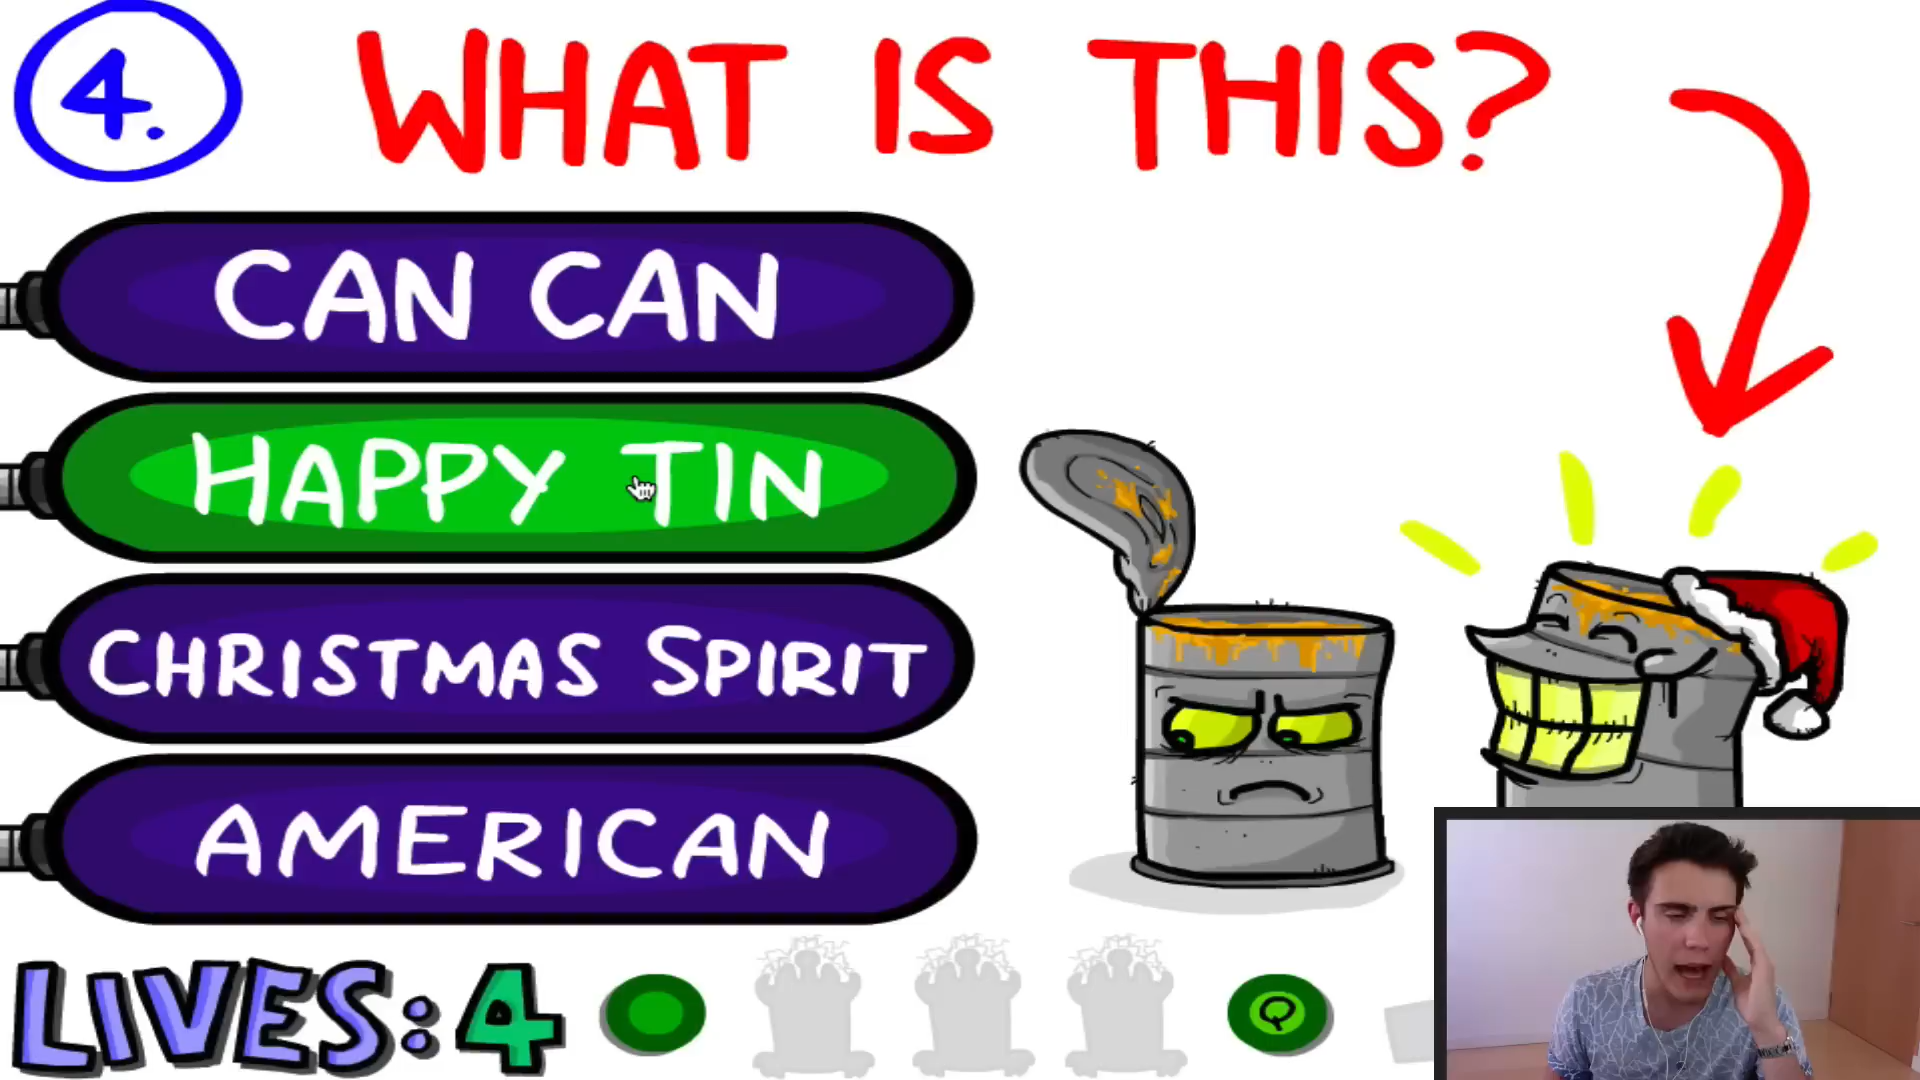 4.
WHAT IS THIS?
CAN CAN
HAPPY TIN
CHRISTMAS SPIRIT
AMERICAN
LIVES: 4
Q